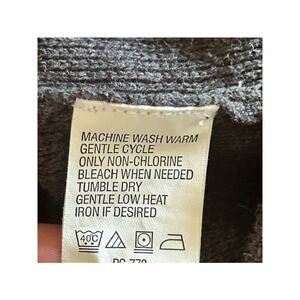 MACHINE WASH WARM
GENTLE CYCLE
ONLY NON-CHLORINE
BLEACH WHEN NEEDED
TUMBLE DRY
GENTLE LOW HEAT
IRON IF DESIRED
40C